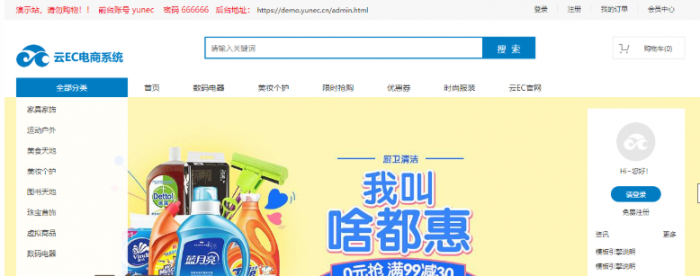 演示站，请勿购物！！ 前台账号 yunec 密码 666666 后台地址： https://demo.yunec.cn/admin.html 登录 注册 我的订单 会员中心
云EC电商系统 请输入关键词 搜索 购物车(0)
全部分类 首页 数码电器 美妆个护 限时抢购 优惠券 时尚服装 云EC官网
家具家饰
运动户外
美食天地
美妆个护
图书天地
珠宝首饰
虚拟商品
数码电器
Dettol
蓝月亮
厨卫清洁
我叫
啥都惠
0元抢 满99减30
Hi~您好！
请登录
免费注册
资讯 更多
模板引擎说明
模板引擎说明